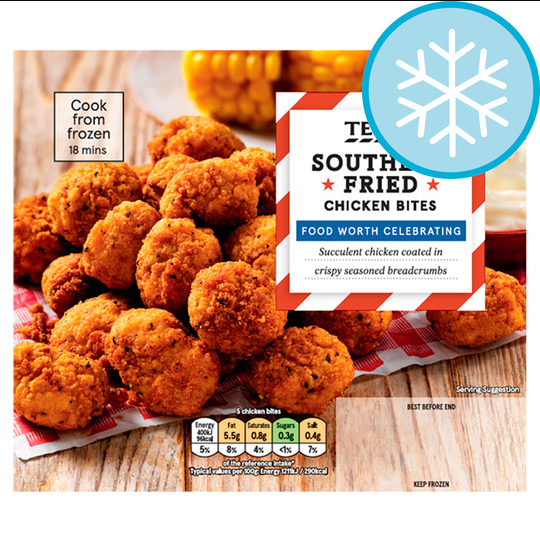 Cook
from
frozen
18 mins
FRIED
CHICKEN BITES
FOOD WORTH CELEBRATING
Succulent chicken coated in
crispy seasoned breadcrumbs
Serving Suggestion
BEST BEFORE END
5 chicken bites
Energy Fat Saturates Sugars Salt
400kJ
96kcal 5.5g 0.8g 0.3g 0.4g
5% 8% 4% <1% 7%
of the reference intake*
Typical values per 100g: Energy 1211kJ / 290kcal
KEEP FROZEN